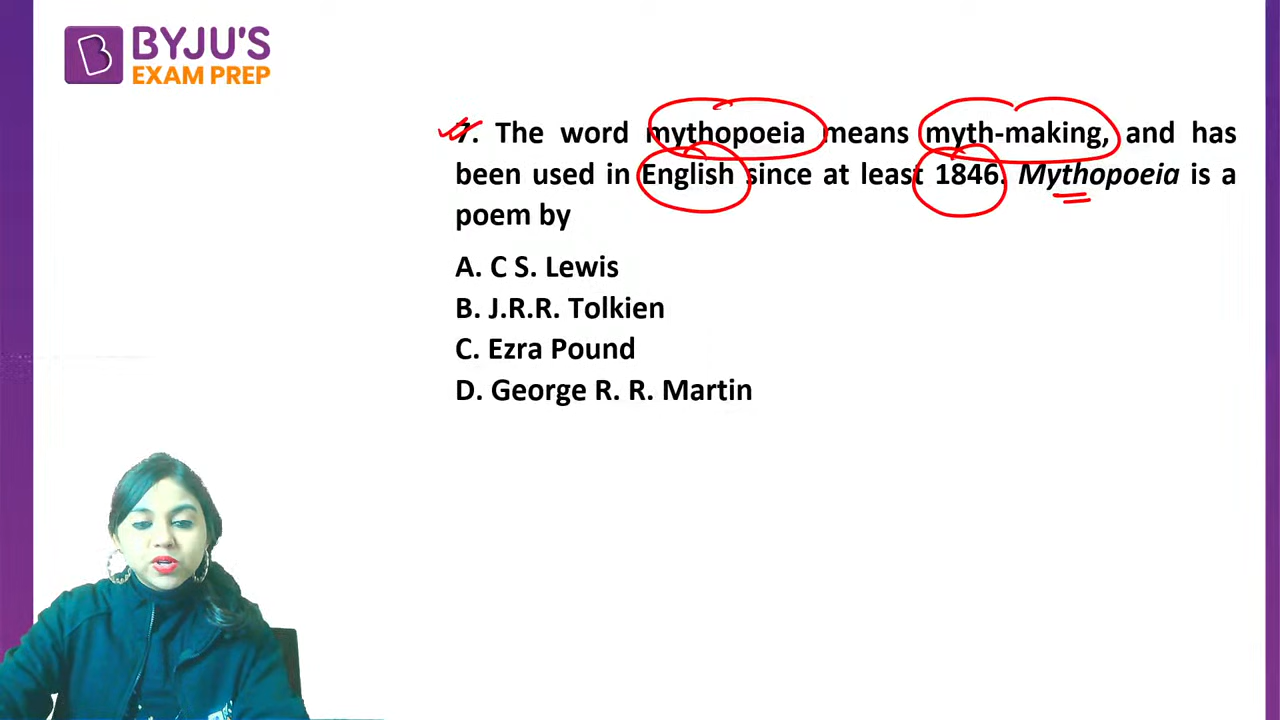 BYJU'S
EXAM PREP
7. The word mythopoeia means myth-making, and has
been used in English since at least 1846. Mythopoeia is a
poem by
A. C S. Lewis
B. J.R.R. Tolkien
C. Ezra Pound
D. George R. R. Martin